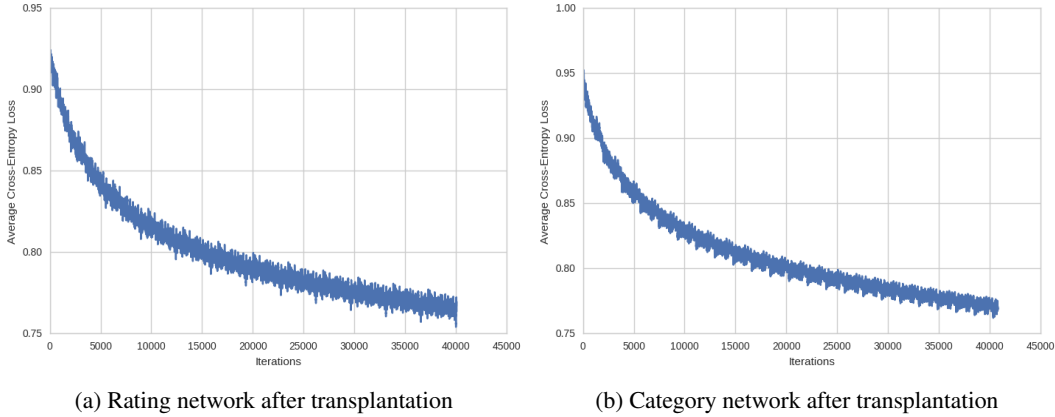 0.95
0.90
0.85
0.80
0.75
Average Cross-Entropy Loss
0 5000 10000 15000 20000 25000 30000 35000 40000 45000
Iterations
(a) Rating network after transplantation
1.00
0.95
0.90
0.85
0.80
0.75
Average Cross-Entropy Loss
0 5000 10000 15000 20000 25000 30000 35000 40000 45000
Iterations
(b) Category network after transplantation